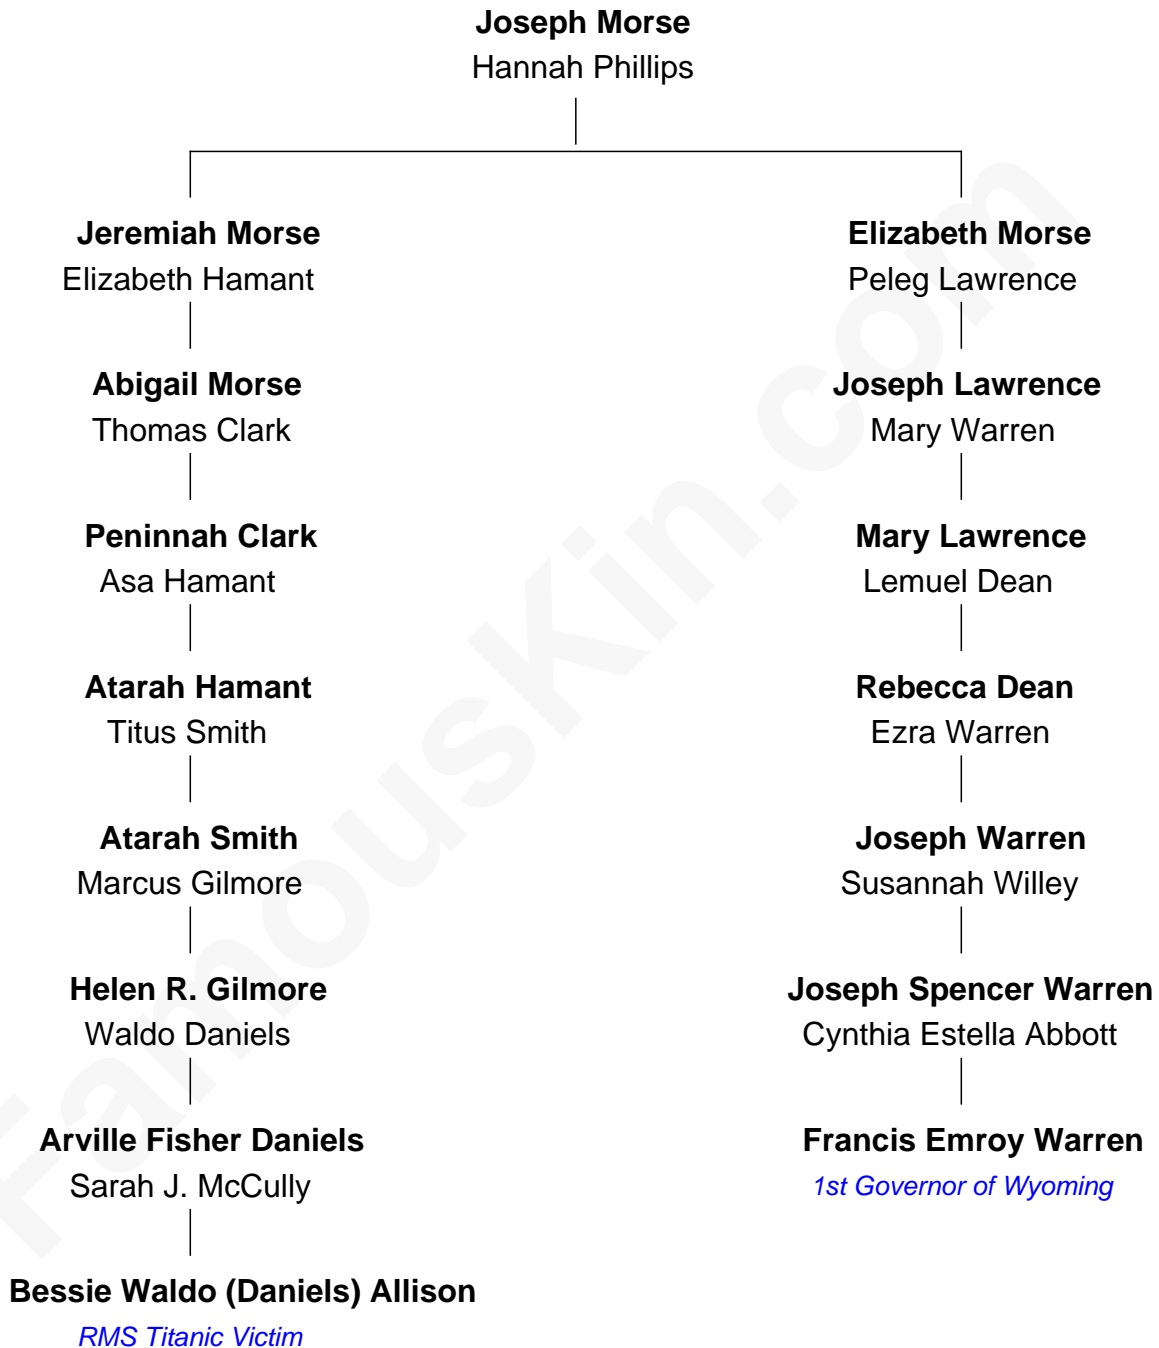 Joseph Morse
Hannah Phillips
Jeremiah Morse
Elizabeth Hamant
Elizabeth Morse
Peleg Lawrence
Abigail Morse
Thomas Clark
Joseph Lawrence
Mary Warren
Peninnah Clark
Asa Hamant
Mary Lawrence
Lemuel Dean
Atarah Hamant
Titus Smith
Rebecca Dean
Ezra Warren
Atarah Smith
Marcus Gilmore
Joseph Warren
Susannah Willey
Helen R. Gilmore
Waldo Daniels
Joseph Spencer Warren
Cynthia Estella Abbott
Arville Fisher Daniels
Sarah J. McCully
Francis Emroy Warren
1st Governor of Wyoming
Bessie Waldo (Daniels) Allison
RMS Titanic Victim
FamousKin.com